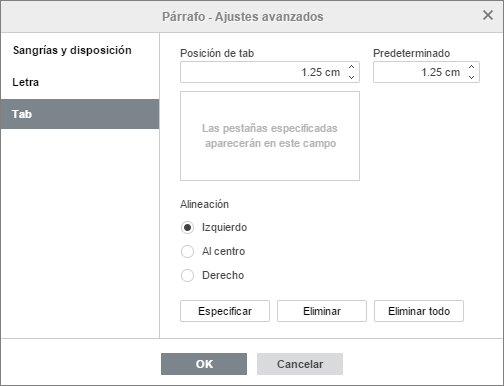 Párrafo - Ajustes avanzados
Sangrías y disposición
Letra
Tab
Posición de tab
Predeterminado
1.25 cm
1.25 cm
Las pestañas especificadas
aparecerán en este campo
Alineación
Izquierdo
Al centro
Derecho
Especificar
Eliminar
Eliminar todo
OK
Cancelar